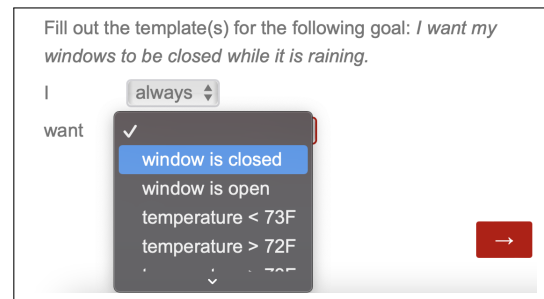 Fill out the template(s) for the following goal: I want my
windows to be closed while it is raining.
I always
want ✓
window is closed
window is open
temperature < 73F
temperature > 72F
→